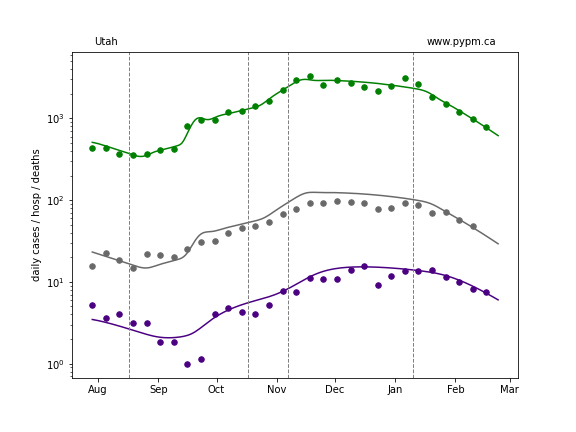 Utah www.pypm.ca
daily cases / hosp / deaths
10³
10²
10¹
10⁰
Aug Sep Oct Nov Dec Jan Feb Mar